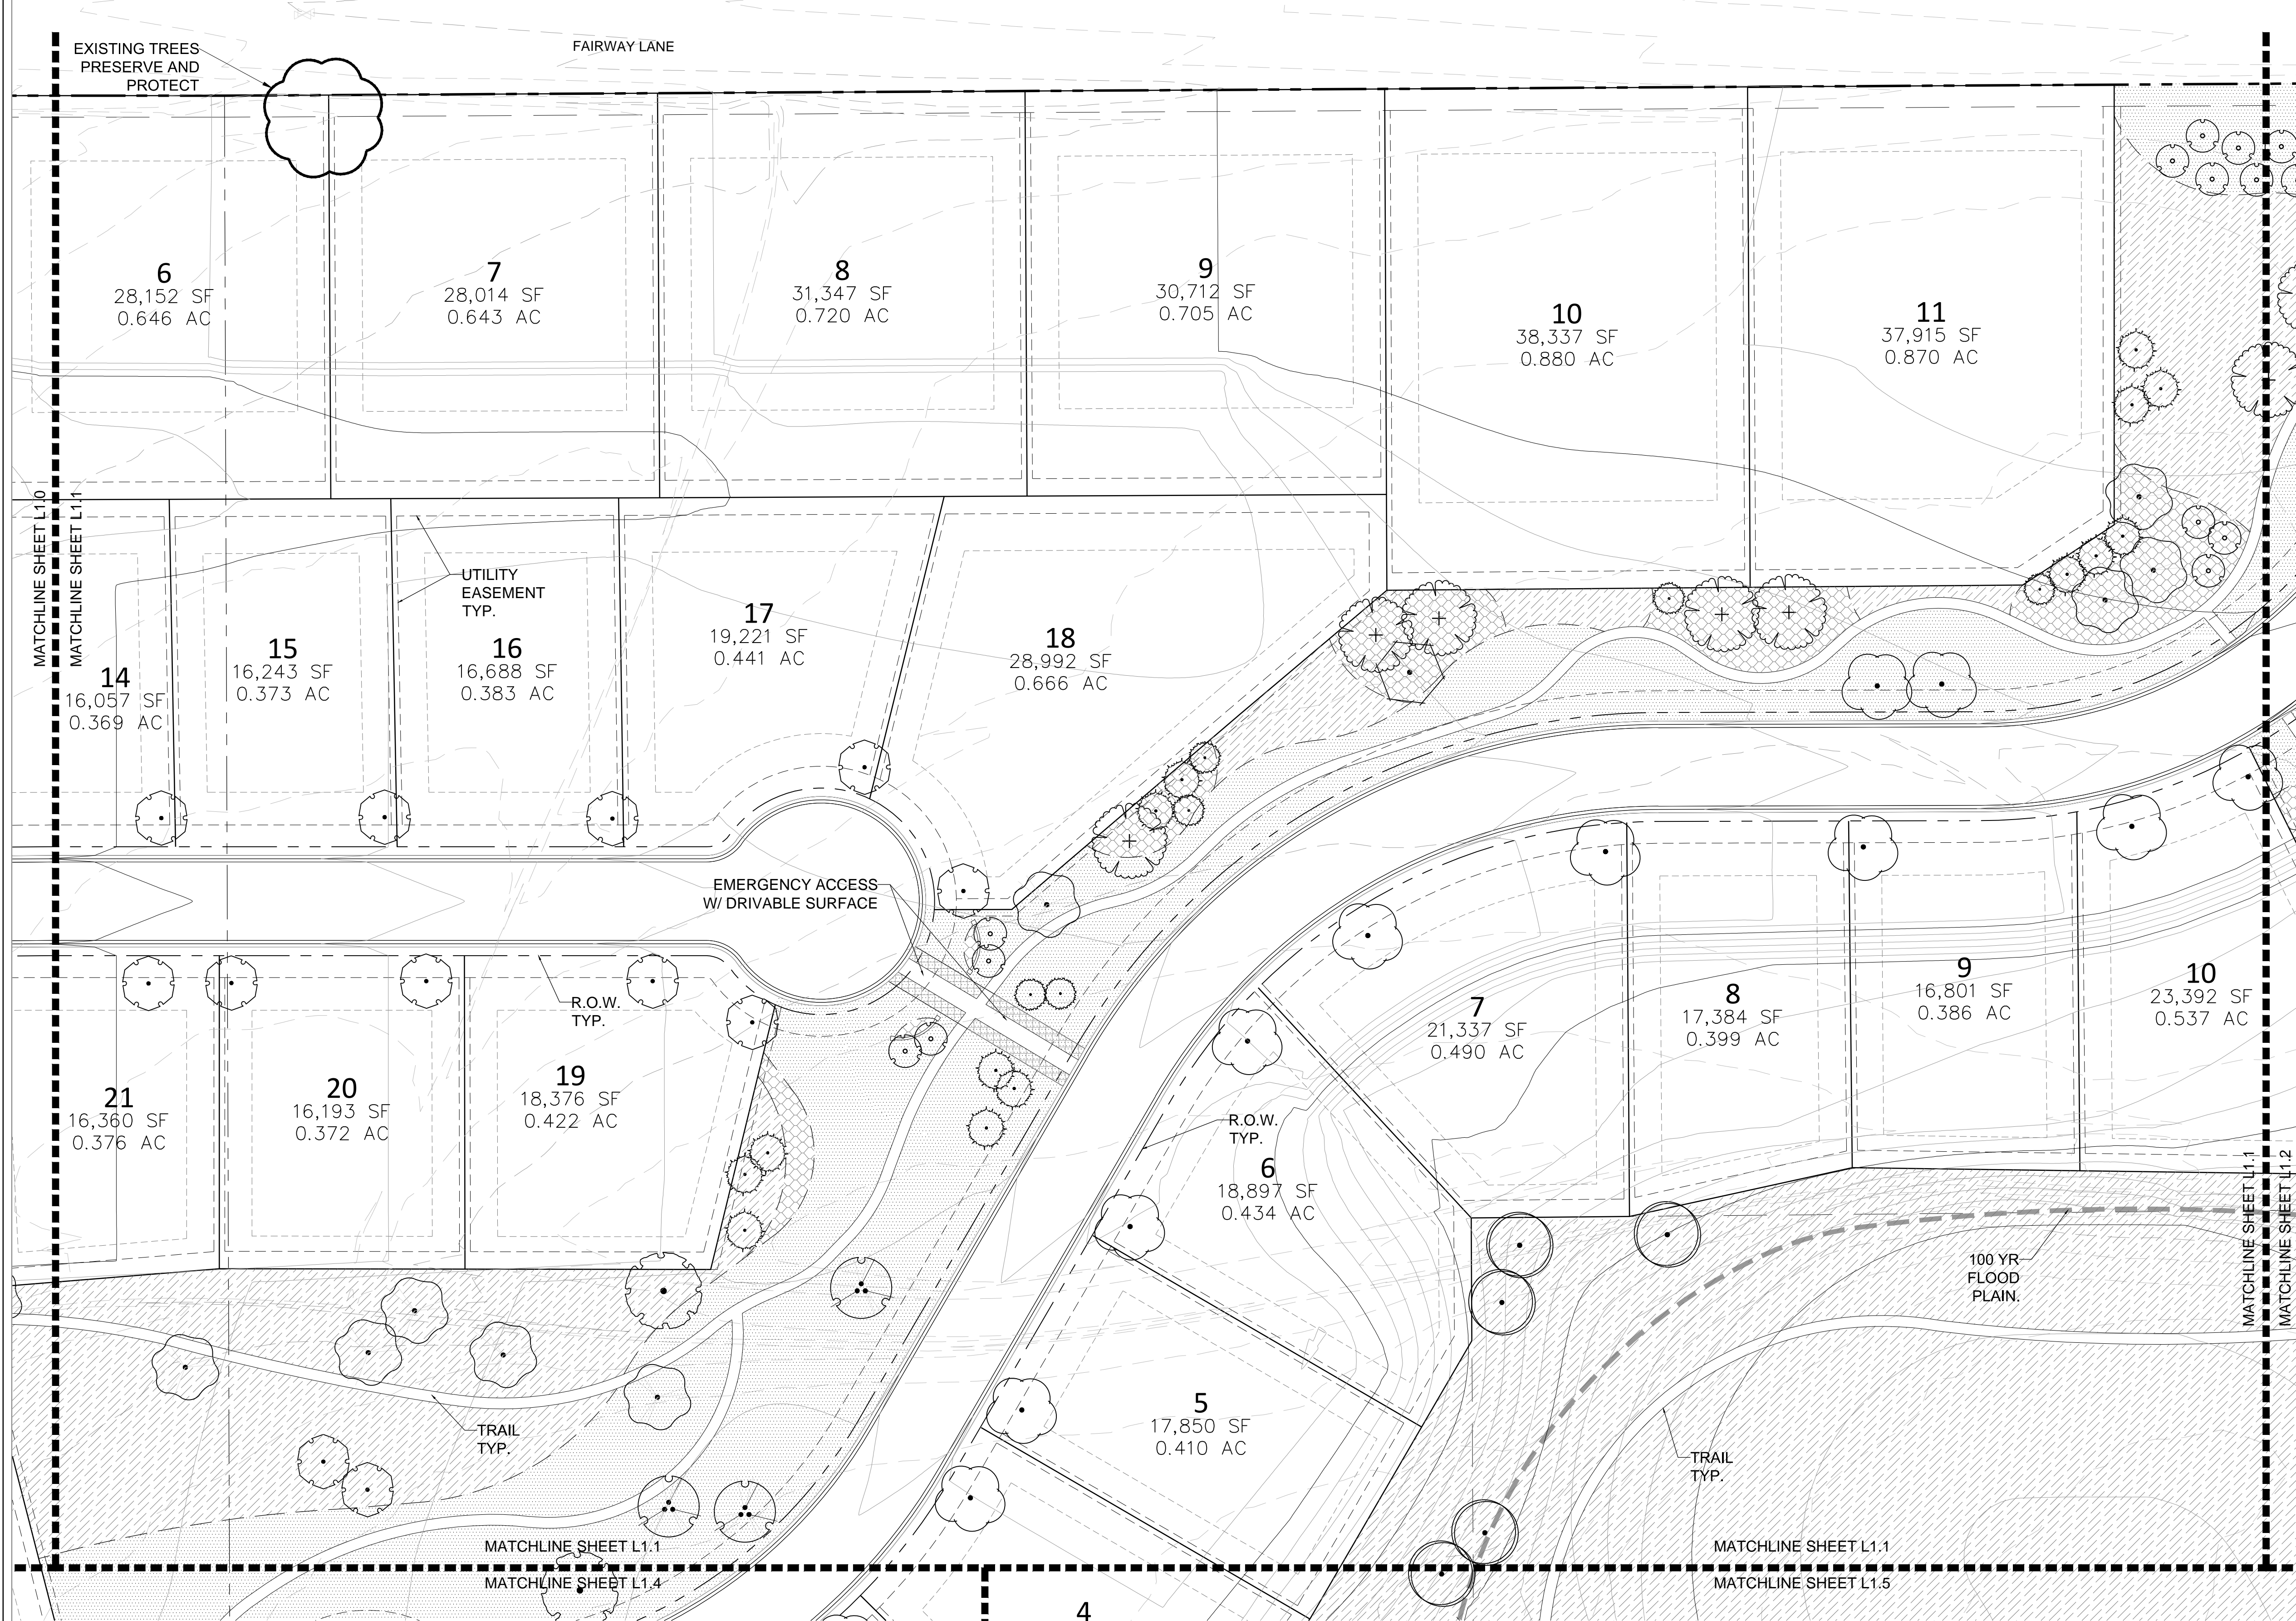 EXISTING TREES
PRESERVE AND
PROTECT
FAIRWAY LANE
6
28,152 SF
0.646 AC
7
28,014 SF
0.643 AC
8
31,347 SF
0.720 AC
9
30,712 SF
0.705 AC
10
38,337 SF
0.880 AC
11
37,915 SF
0.870 AC
MATCHLINE SHEET L1.0
MATCHLINE SHEET L1.1
UTILITY
EASEMENT
TYP.
14
16,057 SF
0.369 AC
15
16,243 SF
0.373 AC
16
16,688 SF
0.383 AC
17
19,221 SF
0.441 AC
18
28,992 SF
0.666 AC
EMERGENCY ACCESS
W/ DRIVABLE SURFACE
R.O.W.
TYP.
21
16,360 SF
0.376 AC
20
16,193 SF
0.372 AC
19
18,376 SF
0.422 AC
7
21,337 SF
0.490 AC
8
17,384 SF
0.399 AC
9
16,801 SF
0.386 AC
10
23,392 SF
0.537 AC
R.O.W.
TYP.
6
18,897 SF
0.434 AC
100 YR
FLOOD
PLAIN.
MATCHLINE SHEET L1.1
MATCHLINE SHEET L1.2
5
17,850 SF
0.410 AC
TRAIL
TYP.
TRAIL
TYP.
MATCHLINE SHEET L1.1
MATCHLINE SHEET L1.4
MATCHLINE SHEET L1.1
MATCHLINE SHEET L1.5
4